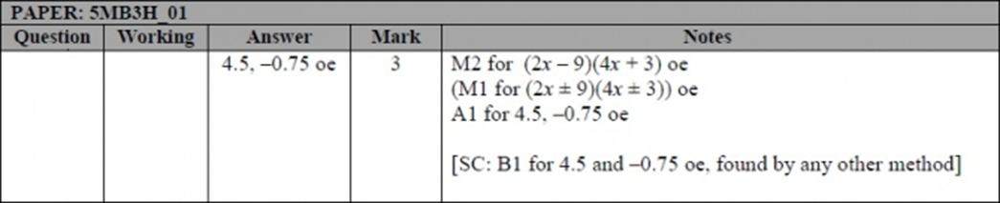 PAPER: 5MB3H_01
Question Working Answer Mark Notes
4.5, –0.75 oe 3 M2 for (2x – 9)(4x + 3) oe
(M1 for (2x ± 9)(4x ± 3)) oe
A1 for 4.5, –0.75 oe
[SC: B1 for 4.5 and –0.75 oe, found by any other method]